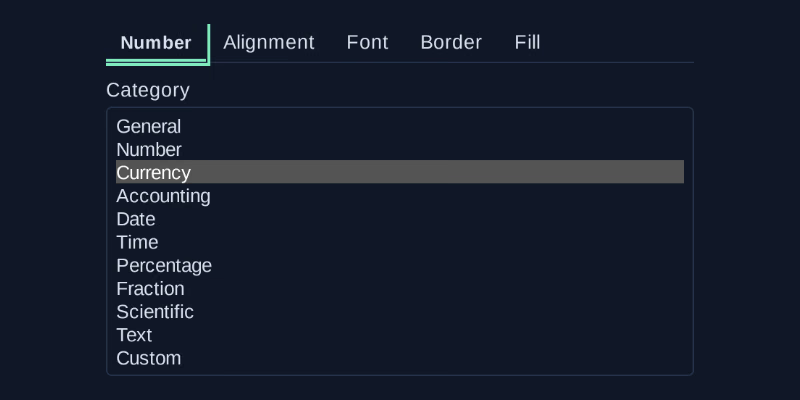 Number Alignment Font Border Fill
Category
General
Number
Currency
Accounting
Date
Time
Percentage
Fraction
Scientific
Text
Custom